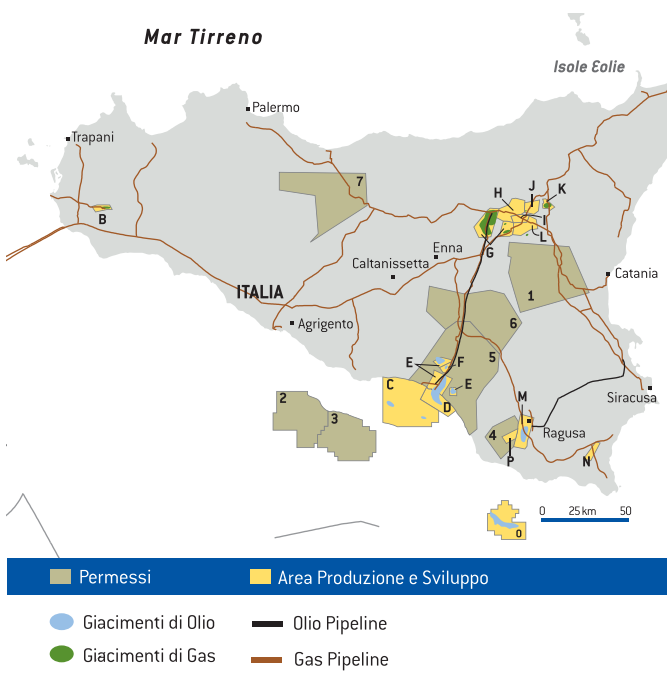 Mar Tirreno
Isole Eolie
Palermo
Trapani
7
H
J
K
B
I
L
G
Enna
Caltanissetta
Catania
ITALIA
1
Agrigento
6
E
F
5
C
E
Siracusa
2
M
D
3
4
Ragusa
P
N
0 25 km 50
O
Permessi
Area Produzione e Sviluppo
Giacimenti di Olio
Olio Pipeline
Giacimenti di Gas
Gas Pipeline